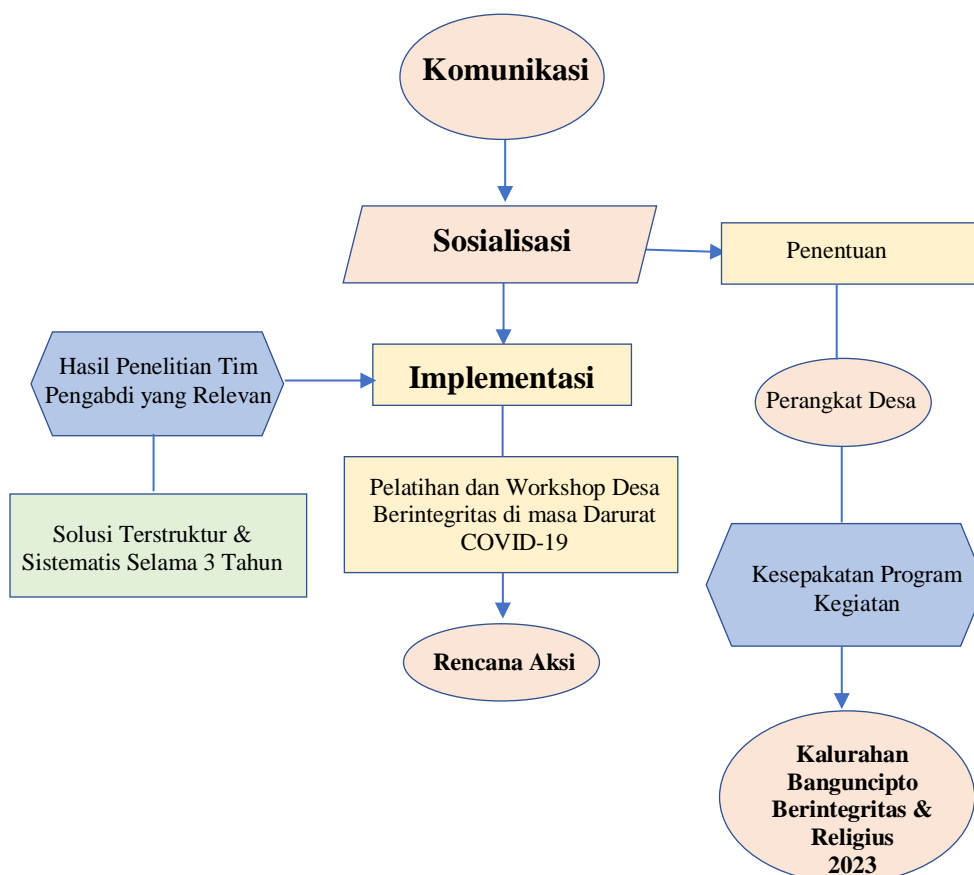 Komunikasi
Sosialisasi
Penentuan
Hasil Penelitian Tim
Pengabdi yang Relevan
Implementasi
Perangkat Desa
Pelatihan dan Workshop Desa
Berintegritas di masa Darurat
COVID-19
Solusi Terstruktur &
Sistematis Selama 3 Tahun
Kesepakatan Program
Kegiatan
Rencana Aksi
Kalurahan
Banguncipto
Berintegritas &
Religius
2023